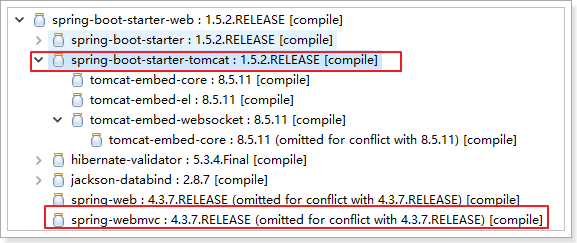 spring-boot-starter-web : 1.5.2.RELEASE [compile]
spring-boot-starter : 1.5.2.RELEASE [compile]
spring-boot-starter-tomcat : 1.5.2.RELEASE [compile]
tomcat-embed-core : 8.5.11 [compile]
tomcat-embed-el : 8.5.11 [compile]
tomcat-embed-websocket : 8.5.11 [compile]
tomcat-embed-core : 8.5.11 (omitted for conflict with 8.5.11) [compile]
hibernate-validator : 5.3.4.Final [compile]
jackson-databind : 2.8.7 [compile]
spring-web : 4.3.7.RELEASE (omitted for conflict with 4.3.7.RELEASE) [compile]
spring-webmvc : 4.3.7.RELEASE (omitted for conflict with 4.3.7.RELEASE) [compile]